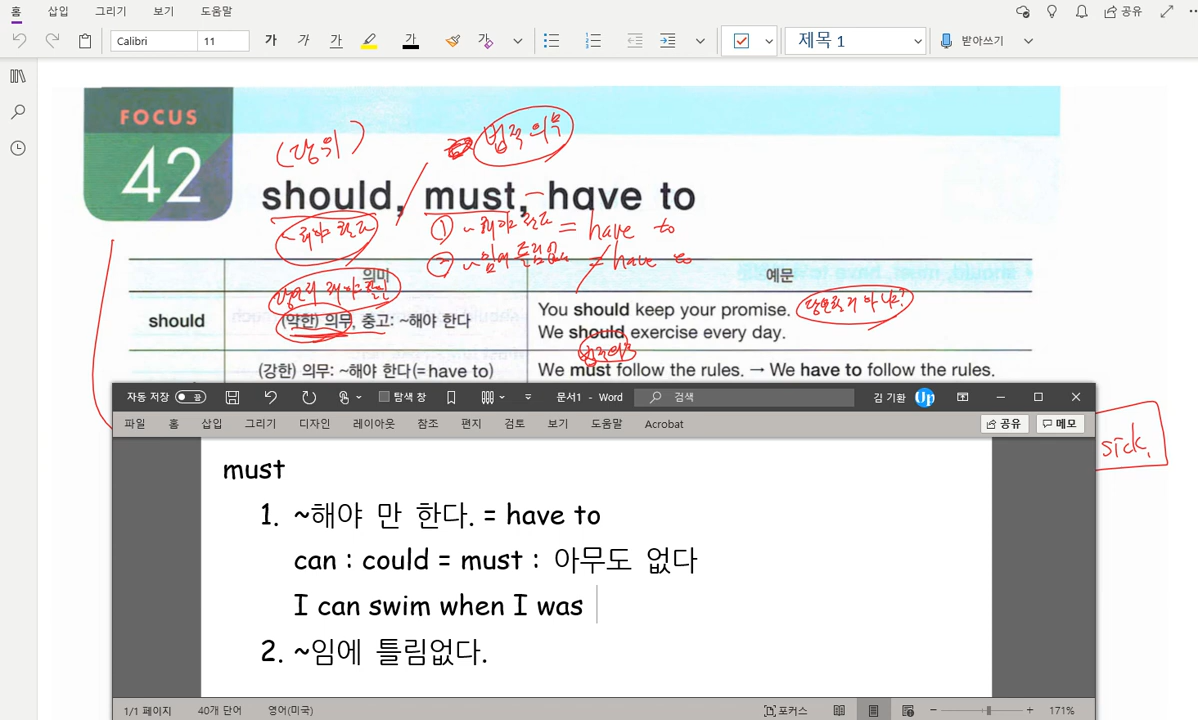 홈 삽입 그리기 보기 도움말 공유
Calibri 11 가 가 가 가 제목 1 받아쓰기
FOCUS
42
(강의)
법적 의무
should, must, have to
~해야 한다
① ~해야 한다 = have to
② ~임에 틀림없다 = have to
의미 예문
당연히 해야 할일
should
(약한) 의무, 충고: ~해야 한다
You should keep your promise.
We should exercise every day.
당연한거 아니냐?
법적의무
(강한) 의무: ~해야 한다(= have to)
We must follow the rules. → We have to follow the rules.
sick.
자동 저장 끔 탐색 창 문서1 - Word 검색 김 기환 Up
파일 홈 삽입 그리기 디자인 레이아웃 참조 편지 검토 보기 도움말 Acrobat 공유 메모
must
1. ~해야 만 한다. = have to
can : could = must : 아무도 없다
I can swim when I was
2. ~임에 틀림없다.
1/1 페이지 40개 단어 영어(미국) 포커스 171%